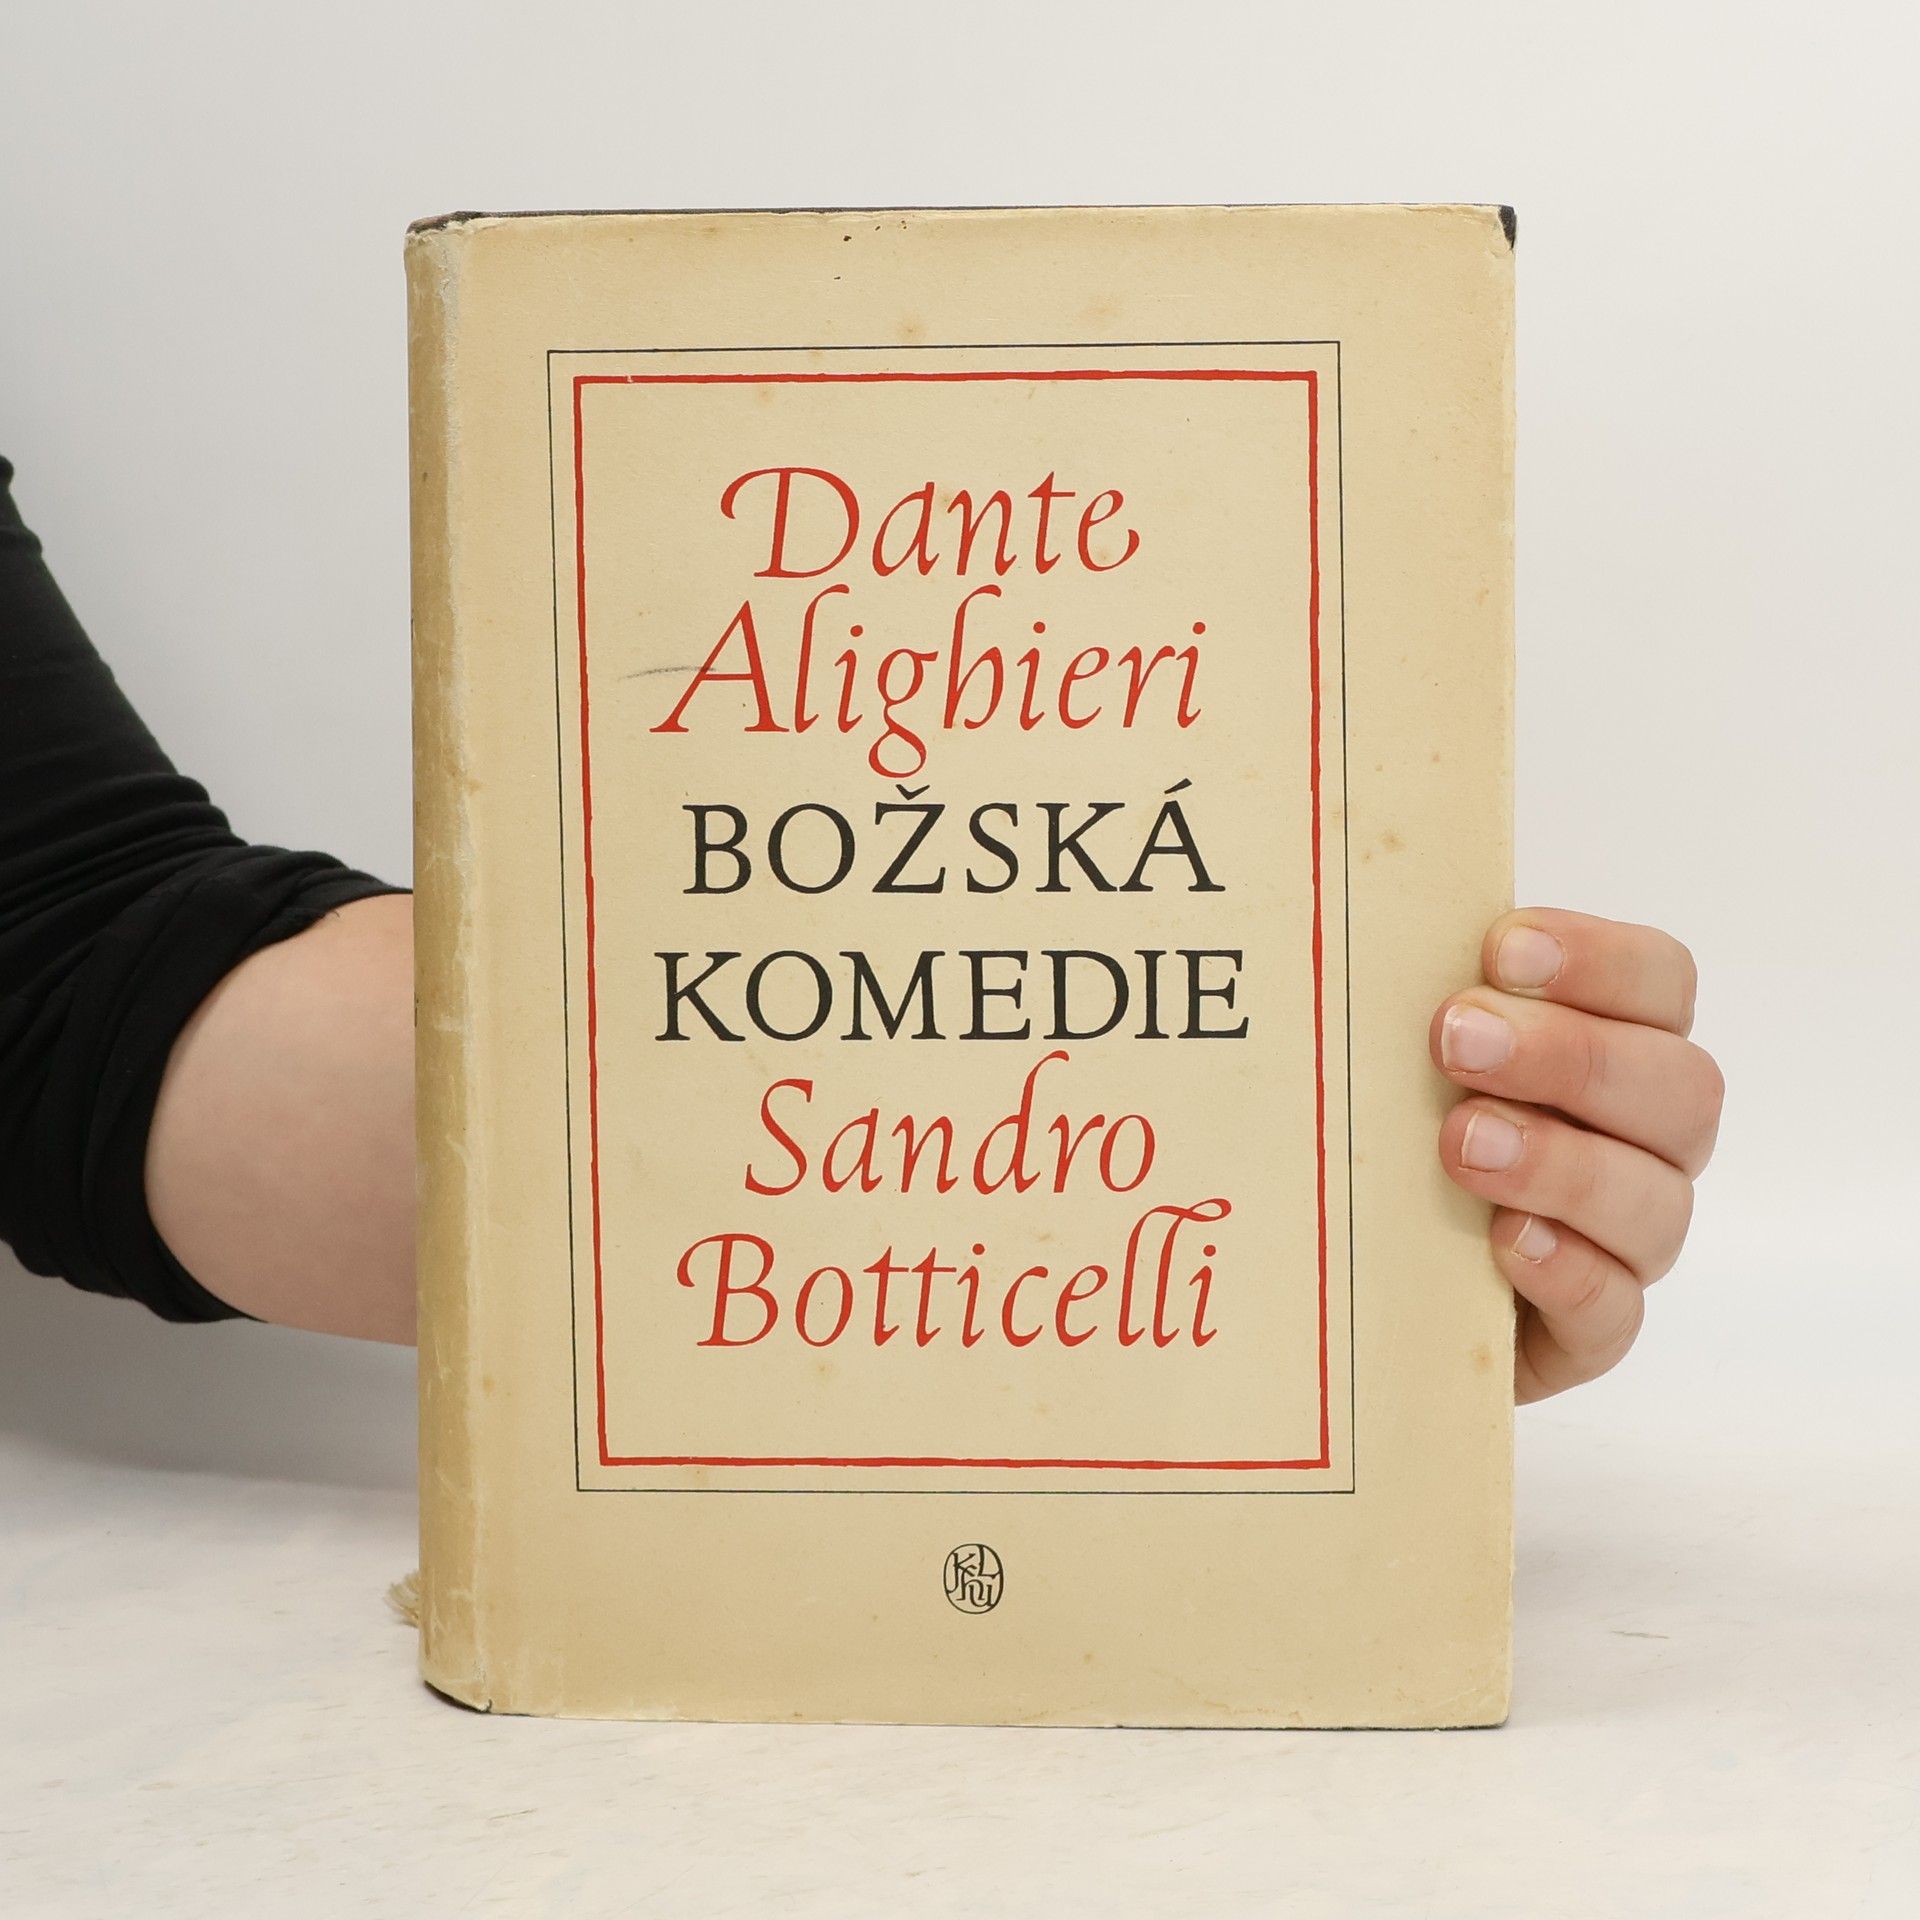 Dante
Alighieri
BOŽSKÁ
KOMEDIE
Sandro
Botticelli